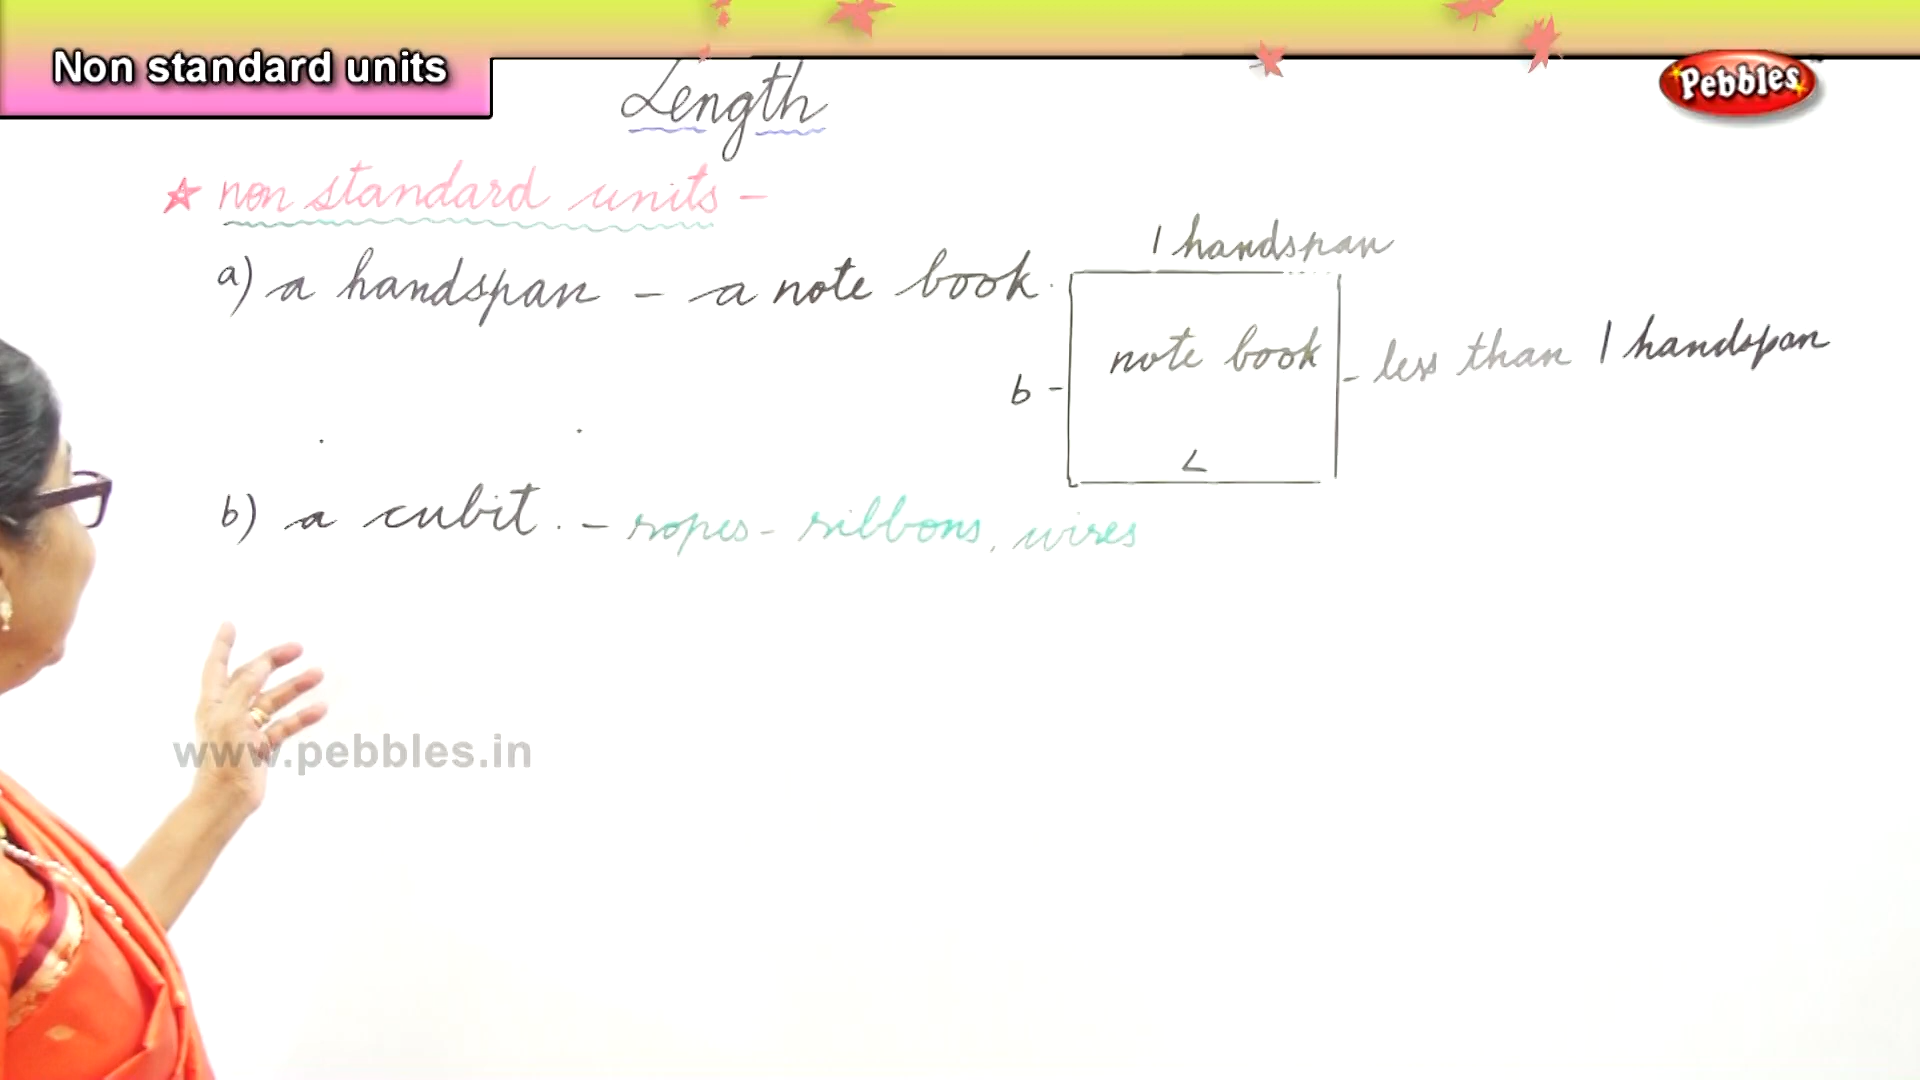 Non standard units
Pebbles
Length
non standard units -
1 handspan
a) a handspan - a note book.
note book
- less than 1 handspan
b -
L
b) a cubit. - ropes - ribbons, wires
www.pebbles.in